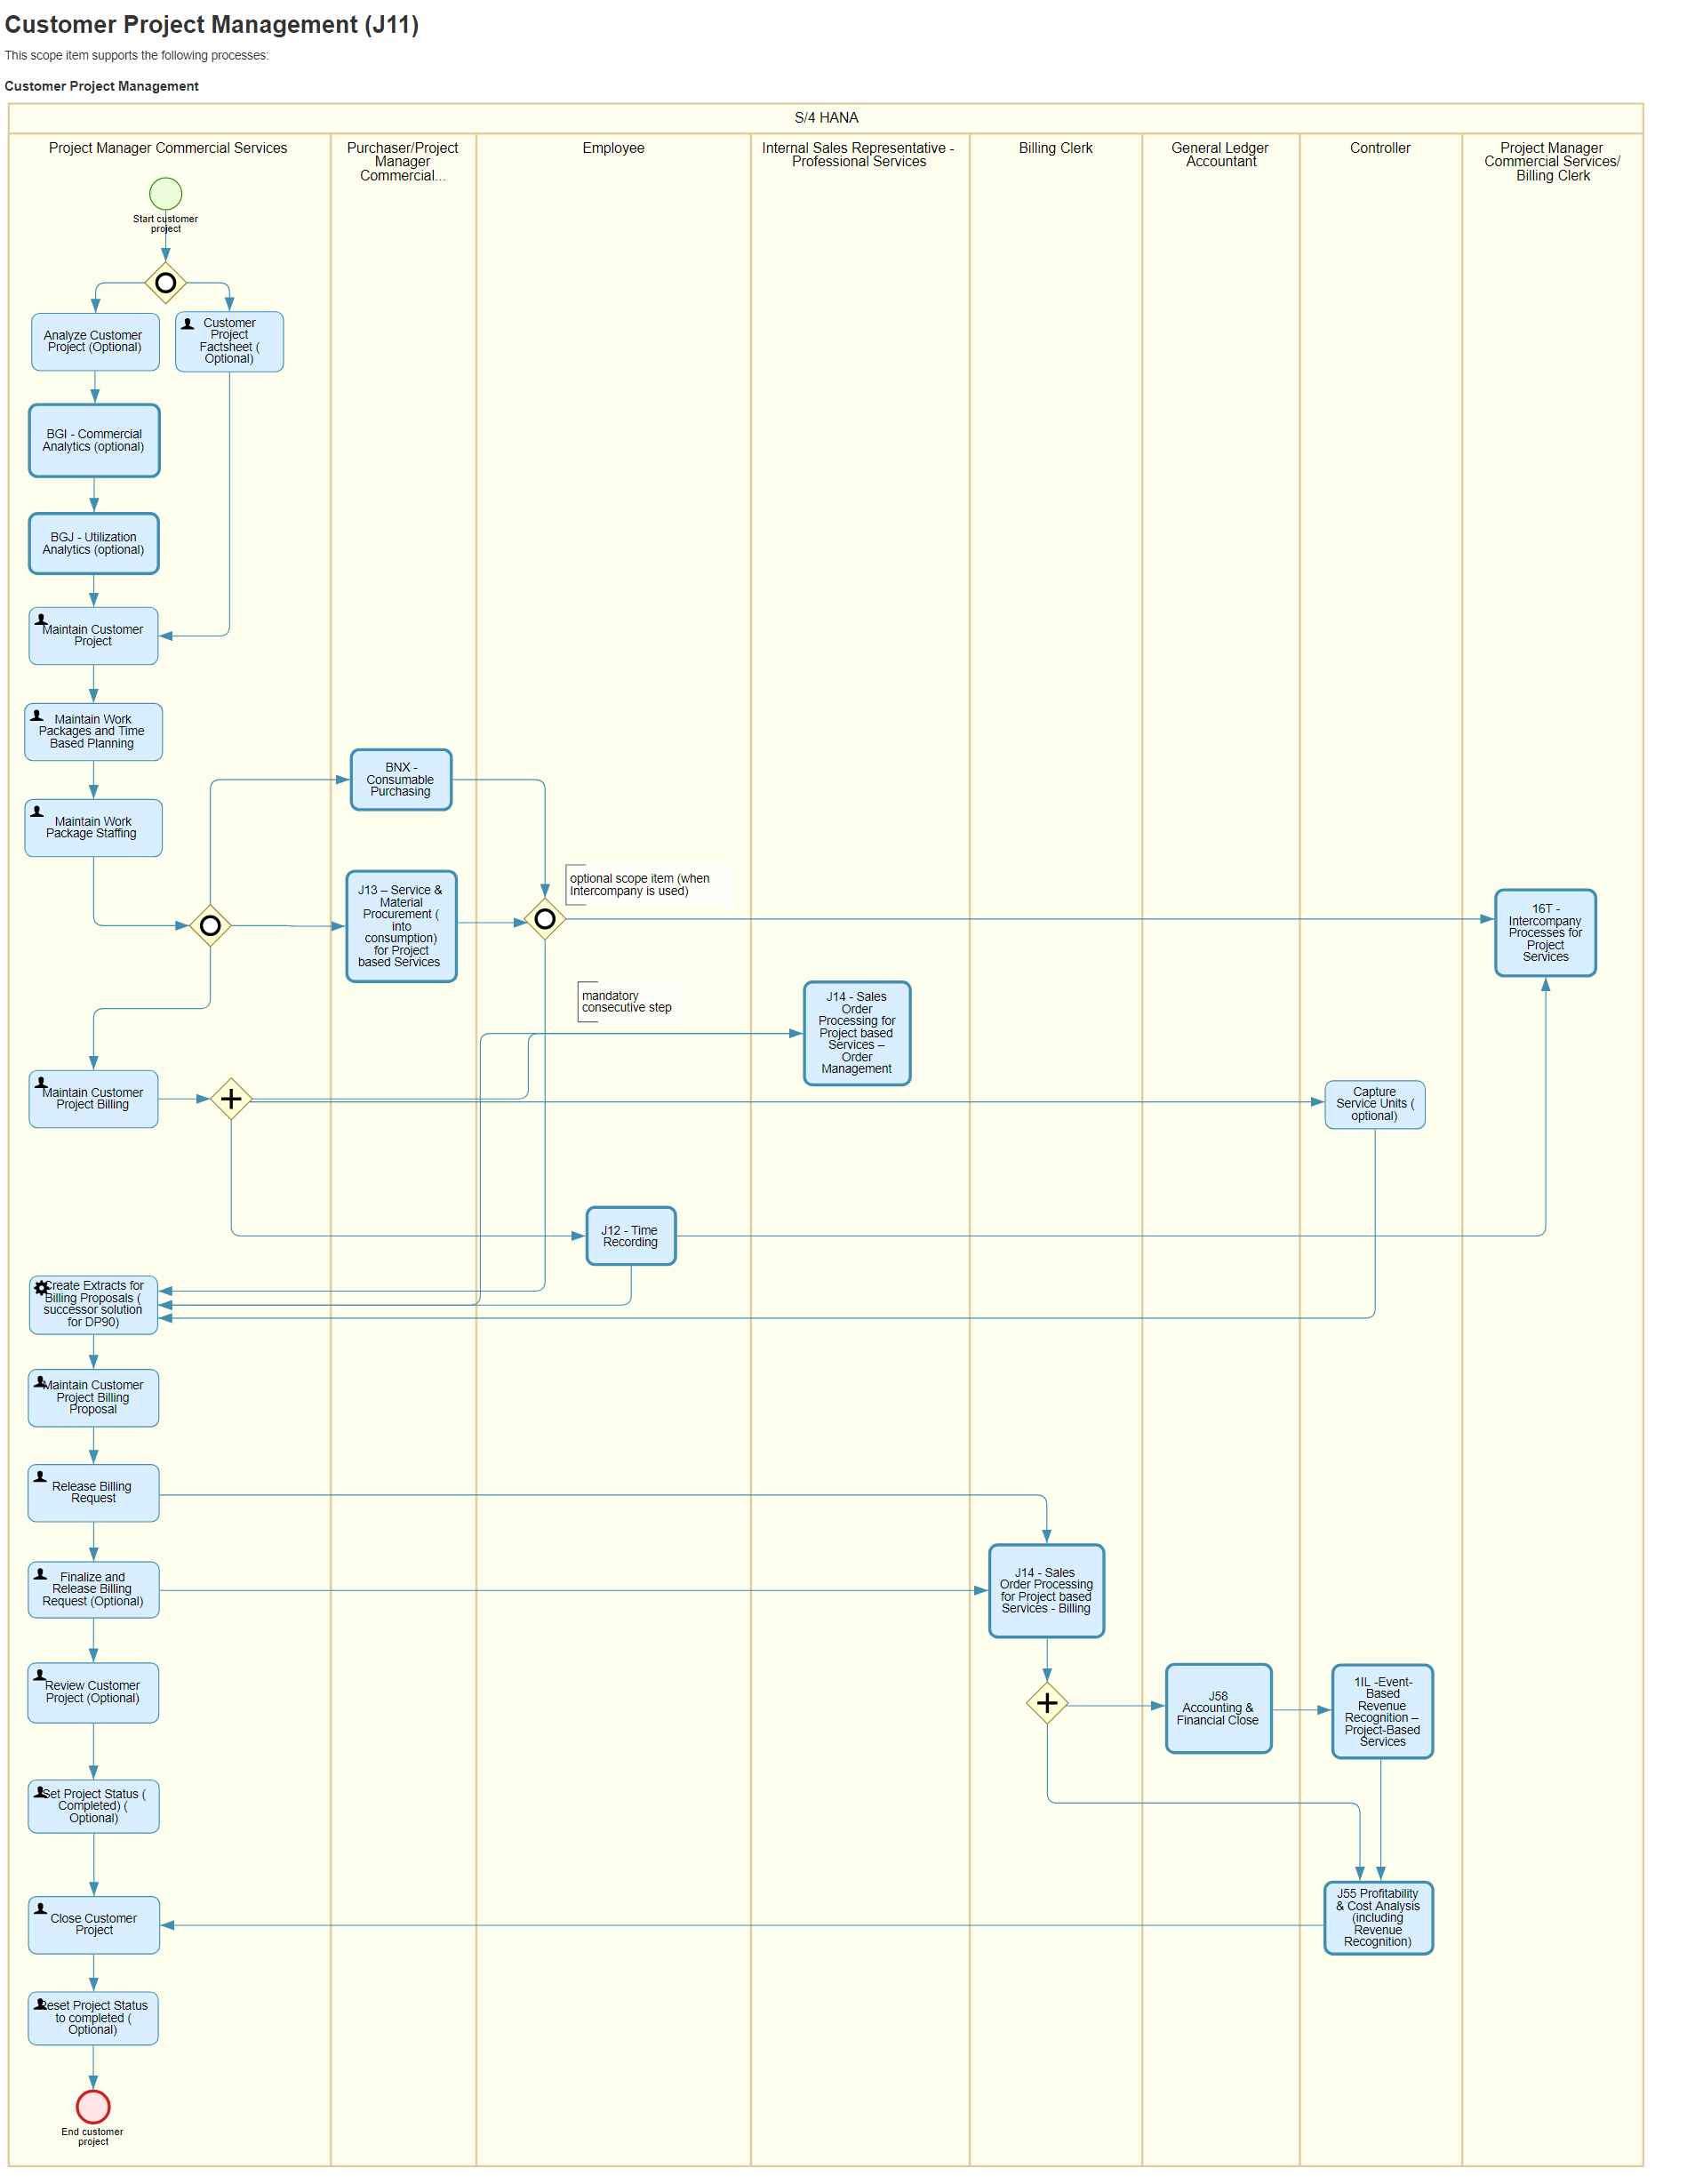 Customer Project Management (J11)
This scope item supports the following processes:
Customer Project Management
S/4 HANA
Project Manager Commercial Services
Purchaser/Project
Manager
Commercial...
Employee
Internal Sales Representative -
Professional Services
Billing Clerk
General Ledger
Accountant
Controller
Project Manager
Commercial Services/
Billing Clerk
Start customer
project
Analyze Customer
Project (Optional)
Customer
Project
Factsheet (
Optional)
BGI - Commercial
Analytics (optional)
BGJ - Utilization
Analytics (optional)
Maintain Customer
Project
Maintain Work
Packages and Time
Based Planning
BNX -
Consumable
Purchasing
Maintain Work
Package Staffing
J13 – Service &
Material
Procurement (
into
consumption)
for Project
based Services
optional scope item (when
Intercompany is used)
16T -
Intercompany
Processes for
Project
Services
mandatory
consecutive step
J14 - Sales
Order
Processing for
Project based
Services –
Order
Management
Maintain Customer
Project Billing
Capture
Service Units (
optional)
J12 - Time
Recording
Create Extracts for
Billing Proposals (
successor solution
for DP90)
Maintain Customer
Project Billing
Proposal
Release Billing
Request
Finalize and
Release Billing
Request (Optional)
J14 - Sales
Order Processing
for Project based
Services - Billing
Review Customer
Project (Optional)
J58
Accounting &
Financial Close
1IL -Event-
Based
Revenue
Recognition –
Project-Based
Services
Set Project Status (
Completed) (
Optional)
Close Customer
Project
J55 Profitability
& Cost Analysis
(including
Revenue
Recognition)
Reset Project Status
to completed (
Optional)
End customer
project